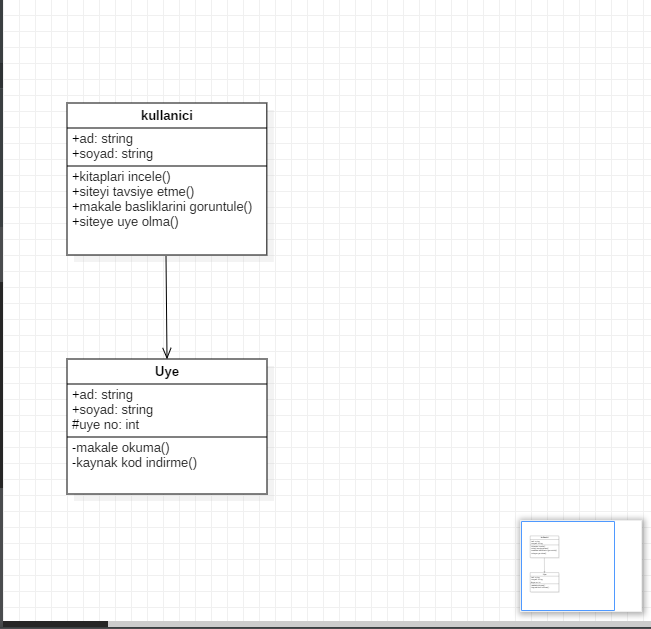 kullanici
+ad: string
+soyad: string
+kitaplari incele()
+siteyi tavsiye etme()
+makale basliklarini goruntule()
+siteye uye olma()
Uye
+ad: string
+soyad: string
#uye no: int
-makale okuma()
-kaynak kod indirme()